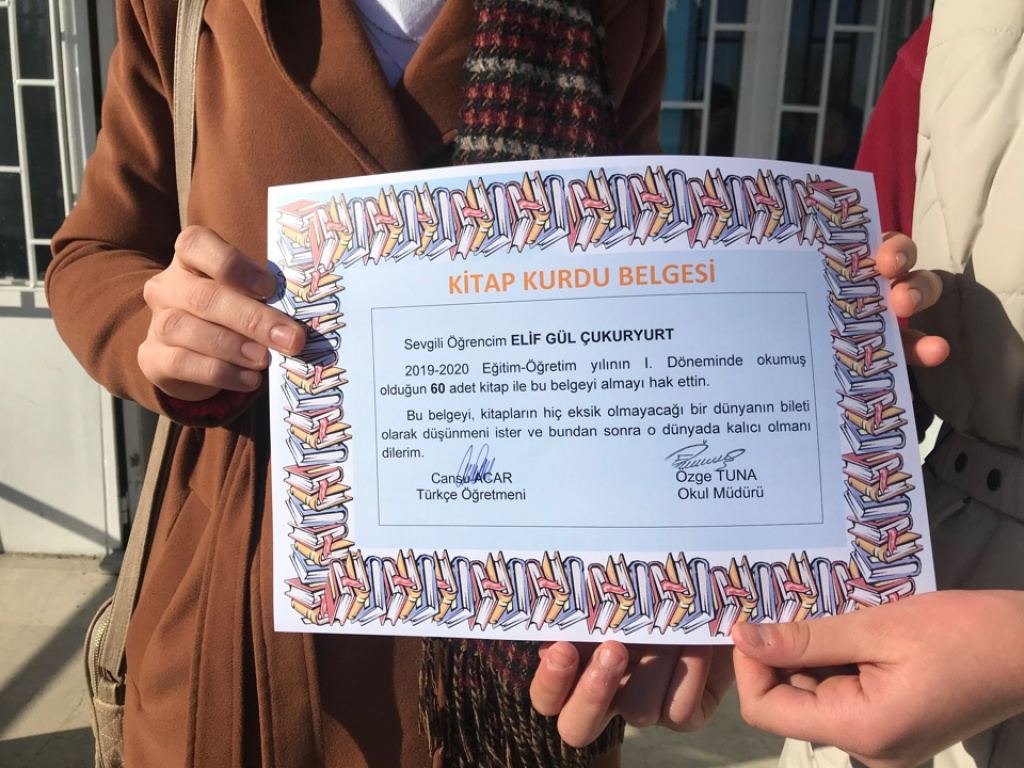 KİTAP KURDU BELGESİ
Sevgili Öğrencim ELİF GÜL ÇUKURYURT
2019-2020 Eğitim-Öğretim yılının I. Döneminde okumuş
olduğun 60 adet kitap ile bu belgeyi almayı hak ettin.
Bu belgeyi, kitapların hiç eksik olmayacağı bir dünyanın bileti
olarak düşünmeni ister ve bundan sonra o dünyada kalıcı olmanı
dilerim.
Cansu ACAR
Türkçe Öğretmeni
Özge TUNA
Okul Müdürü